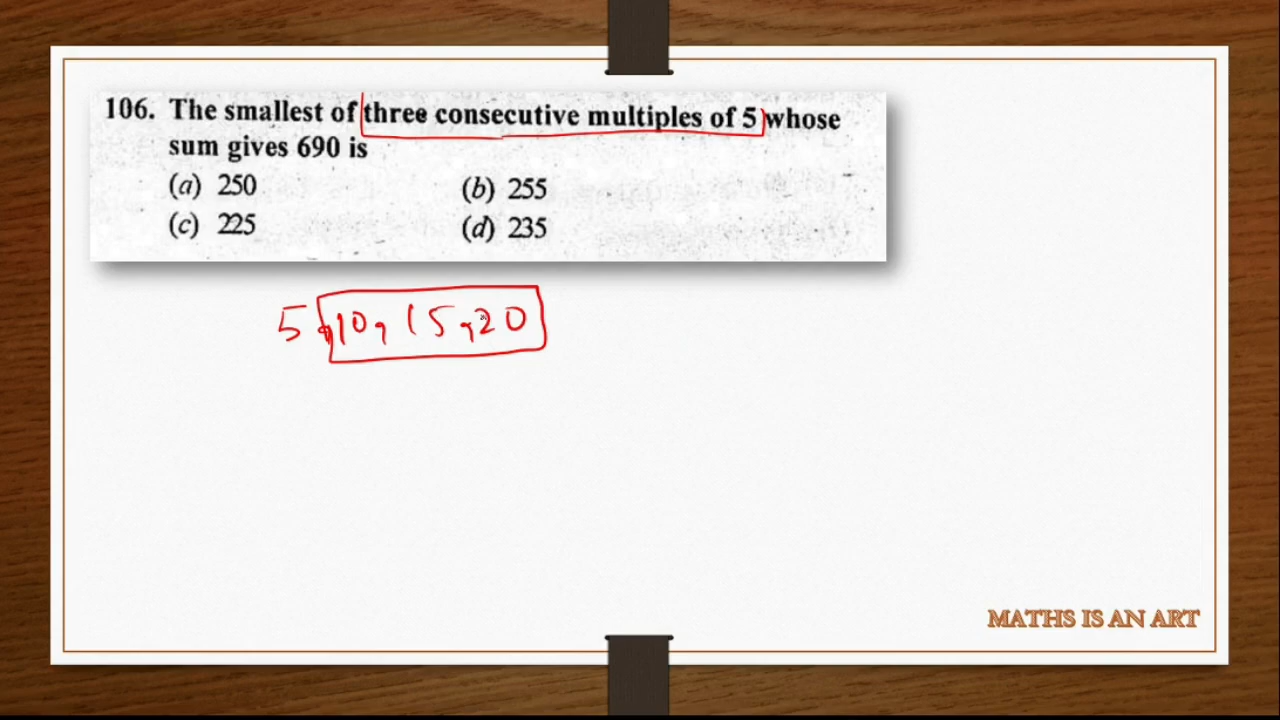 106. The smallest of three consecutive multiples of 5 whose
sum gives 690 is
(a) 250 (b) 255
(c) 225 (d) 235
5, 10, 15, 20
MATHS IS AN ART